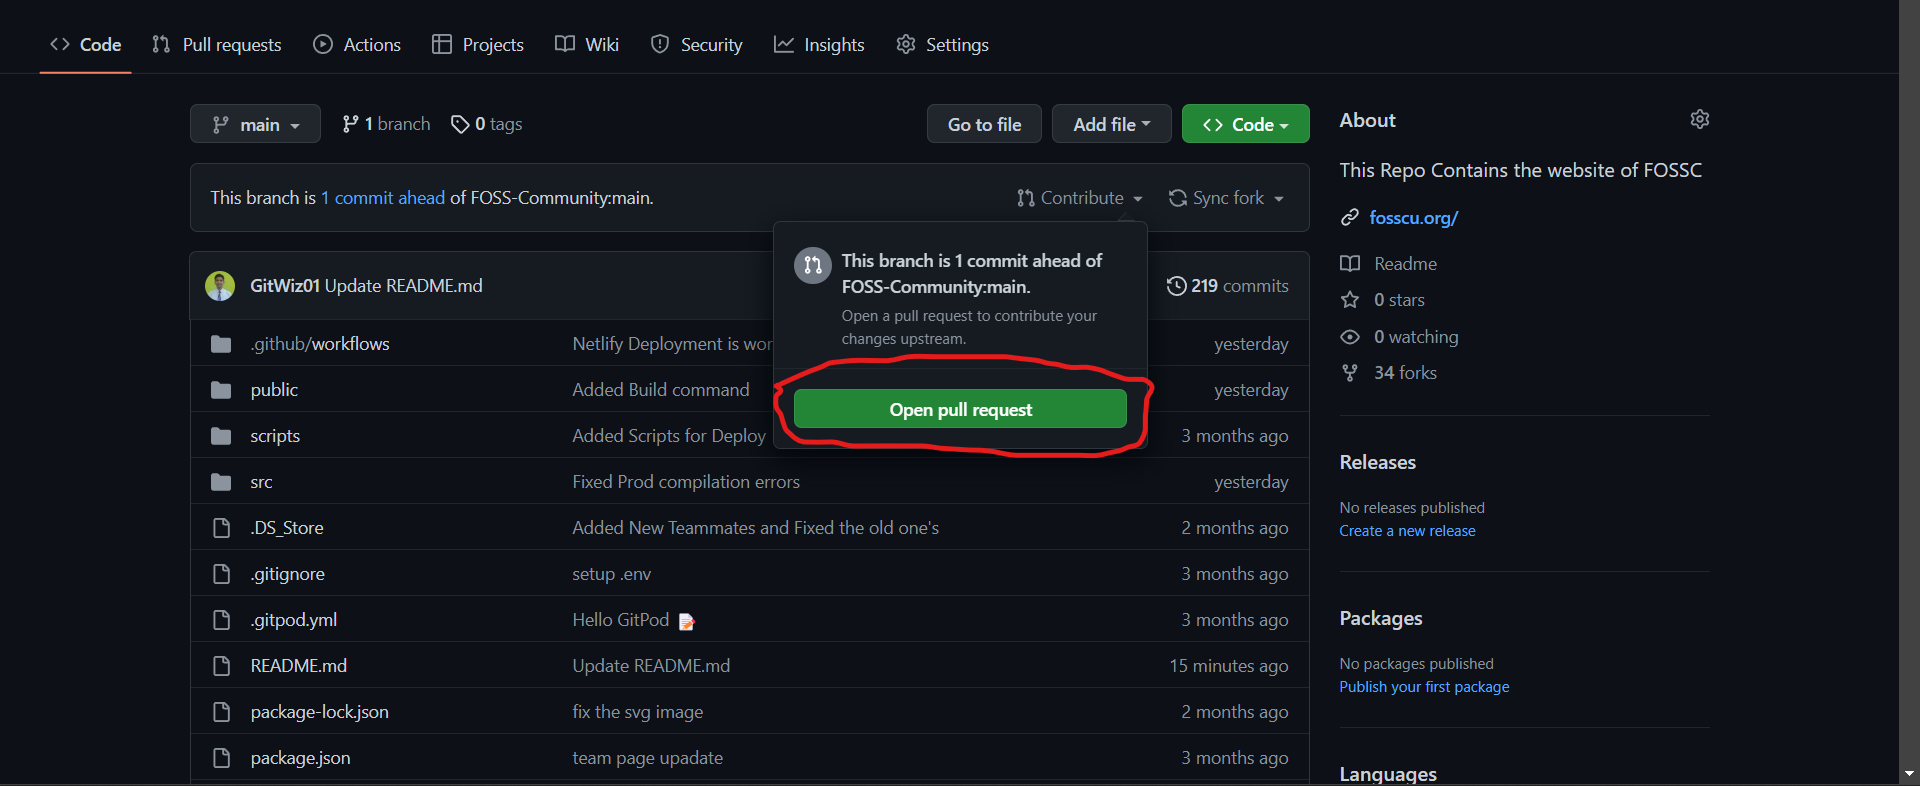 Code Pull requests Actions Projects Wiki Security Insights Settings
main 1 branch 0 tags Go to file Add file Code
This branch is 1 commit ahead of FOSS-Community:main. Contribute Sync fork
This branch is 1 commit ahead of
FOSS-Community:main.
Open a pull request to contribute your
changes upstream.
Open pull request
GitWiz01 Update README.md 219 commits
.github/workflows Netlify Deployment is wor yesterday
public Added Build command yesterday
scripts Added Scripts for Deploy 3 months ago
src Fixed Prod compilation errors yesterday
.DS_Store Added New Teammates and Fixed the old one's 2 months ago
.gitignore setup .env 3 months ago
.gitpod.yml Hello GitPod 📝 3 months ago
README.md Update README.md 15 minutes ago
package-lock.json fix the svg image 2 months ago
package.json team page upadate 3 months ago
About
This Repo Contains the website of FOSSC
fosscu.org/
Readme
0 stars
0 watching
34 forks
Releases
No releases published
Create a new release
Packages
No packages published
Publish your first package
Languages